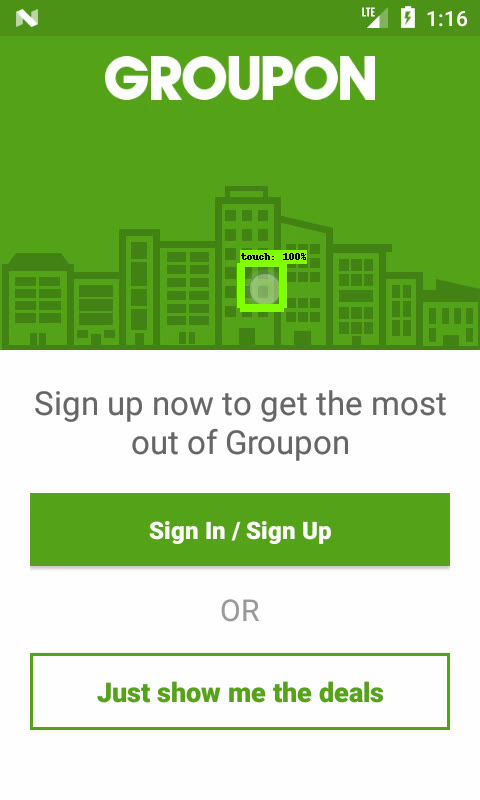 LTE 1:16
GROUPON
touch: 100%
Sign up now to get the most
out of Groupon
Sign In / Sign Up
OR
Just show me the deals